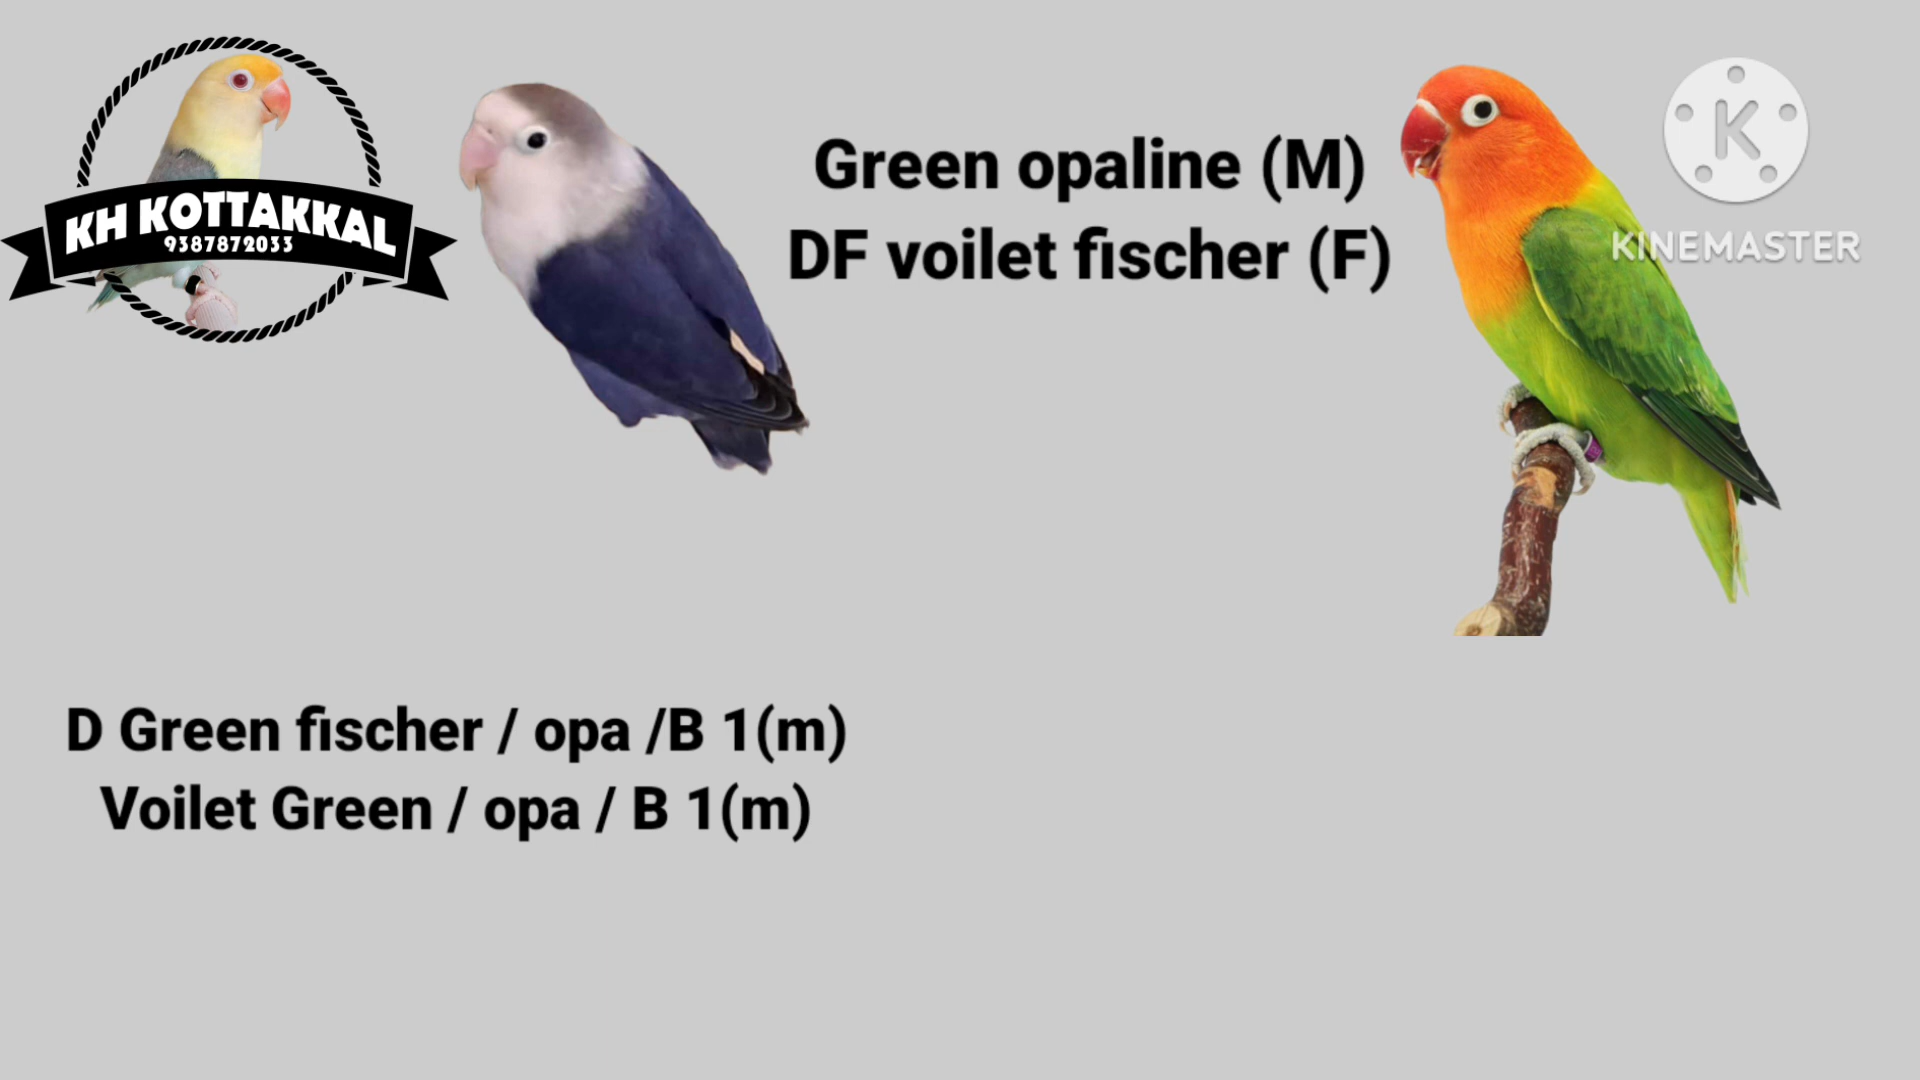 KH KOTTAKKAL
9387872033
Green opaline (M)
DF voilet fischer (F)
K
KINEMASTER
D Green fischer / opa /B 1(m)
Voilet Green / opa / B 1(m)